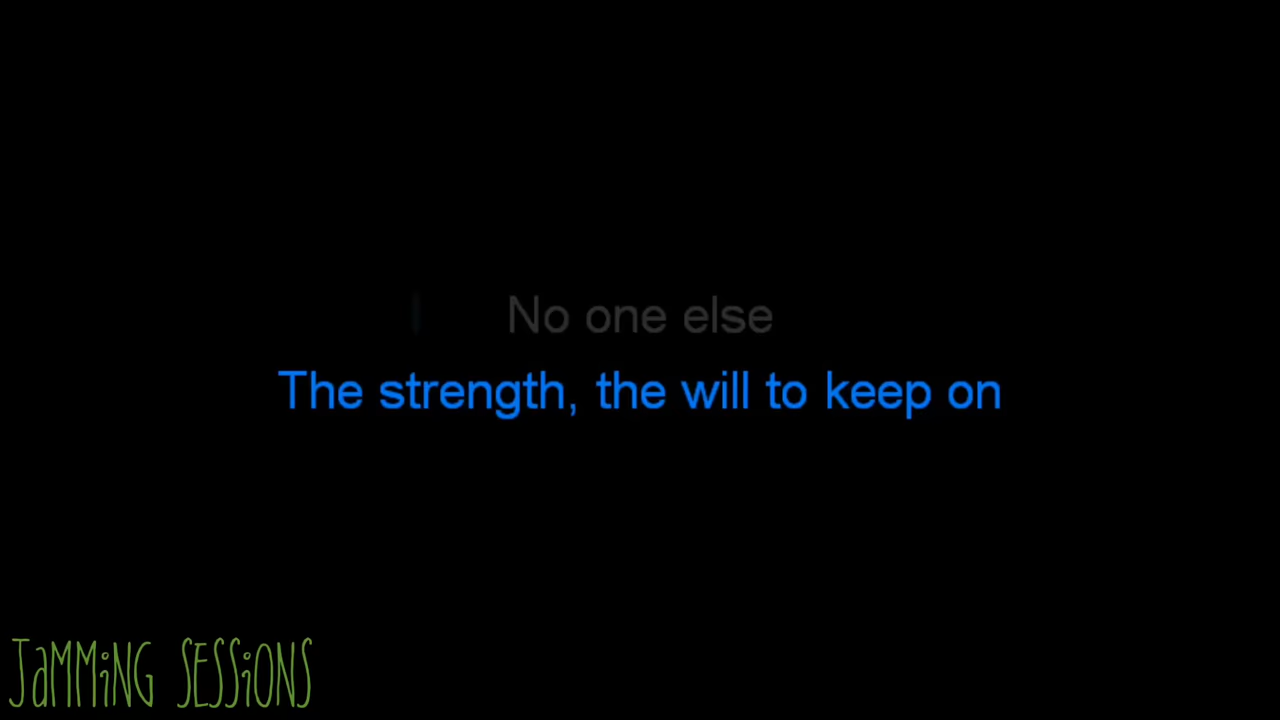 No one else
The strength, the will to keep on
JaMMiNG SESSiONS